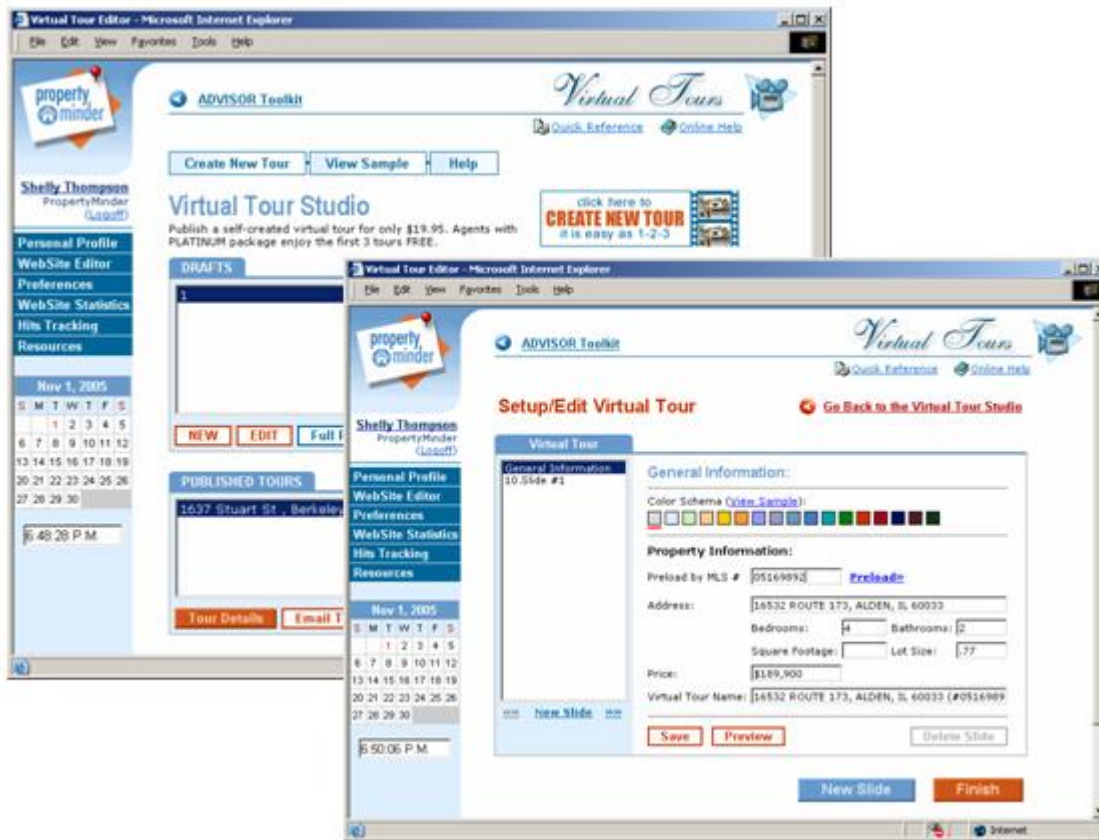 Virtual Tour Editor - Microsoft Internet Explorer
File Edit View Favorites Tools Help
property minder
ADVISOR Toolkit
Virtual Tours
Quick Reference Online Help
Create New Tour View Sample Help
Shelly Thompson
PropertyMinder
(Logoff)
Virtual Tour Studio
Publish a self-created virtual tour for only $19.95. Agents with
PLATINUM package enjoy the first 3 tours FREE.
click here to
CREATE NEW TOUR
it is easy as 1-2-3
Personal Profile
WebSite Editor
Preferences
WebSite Statistics
Hits Tracking
Resources
DRAFTS
1
NEW EDIT Full
Nov 1, 2005
S M T W T F S
1 2 3 4 5
6 7 8 9 10 11 12
13 14 15 16 17 18 19
20 21 22 23 24 25 26
27 28 29 30
6:48:28 P.M.
PUBLISHED TOURS
1637 Stuart St , Berkeley
Tour Details Email T
Virtual Tour Editor - Microsoft Internet Explorer
File Edit View Favorites Tools Help
property minder
ADVISOR Toolkit
Virtual Tours
Quick Reference Online Help
Setup/Edit Virtual Tour
Go Back to the Virtual Tour Studio
Shelly Thompson
PropertyMinder
(Logoff)
Personal Profile
WebSite Editor
Preferences
WebSite Statistics
Hits Tracking
Resources
Nov 1, 2005
S M T W T F S
1 2 3 4 5
6 7 8 9 10 11 12
13 14 15 16 17 18 19
20 21 22 23 24 25 26
27 28 29 30
6:50:06 P.M.
Virtual Tour
General Information
10.Slide #1
New Slide
General Information:
Color Schema (View Sample):
Property Information:
Preload by MLS # 05169892 Preload»
Address: 16532 ROUTE 173, ALDEN, IL 60033
Bedrooms: 4 Bathrooms: 2
Square Footage: Lot Size: .77
Price: $189,900
Virtual Tour Name: 16532 ROUTE 173, ALDEN, IL 60033 (#0516989
Save Preview Delete Slide
New Slide Finish
Internet